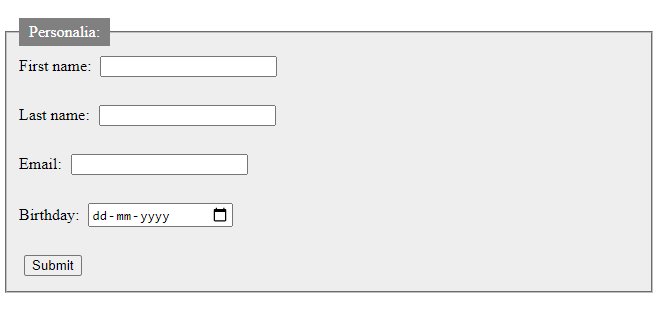 Personalia:
First name:
Last name:
Email:
Birthday: dd-mm-yyyy
Submit